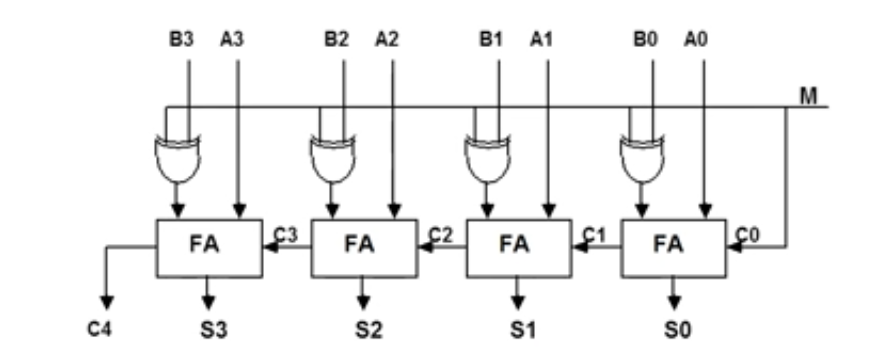 B3 A3 B2 A2 B1 A1 B0 A0
M
FA C3 FA C2 FA C1 FA C0
C4 S3 S2 S1 S0